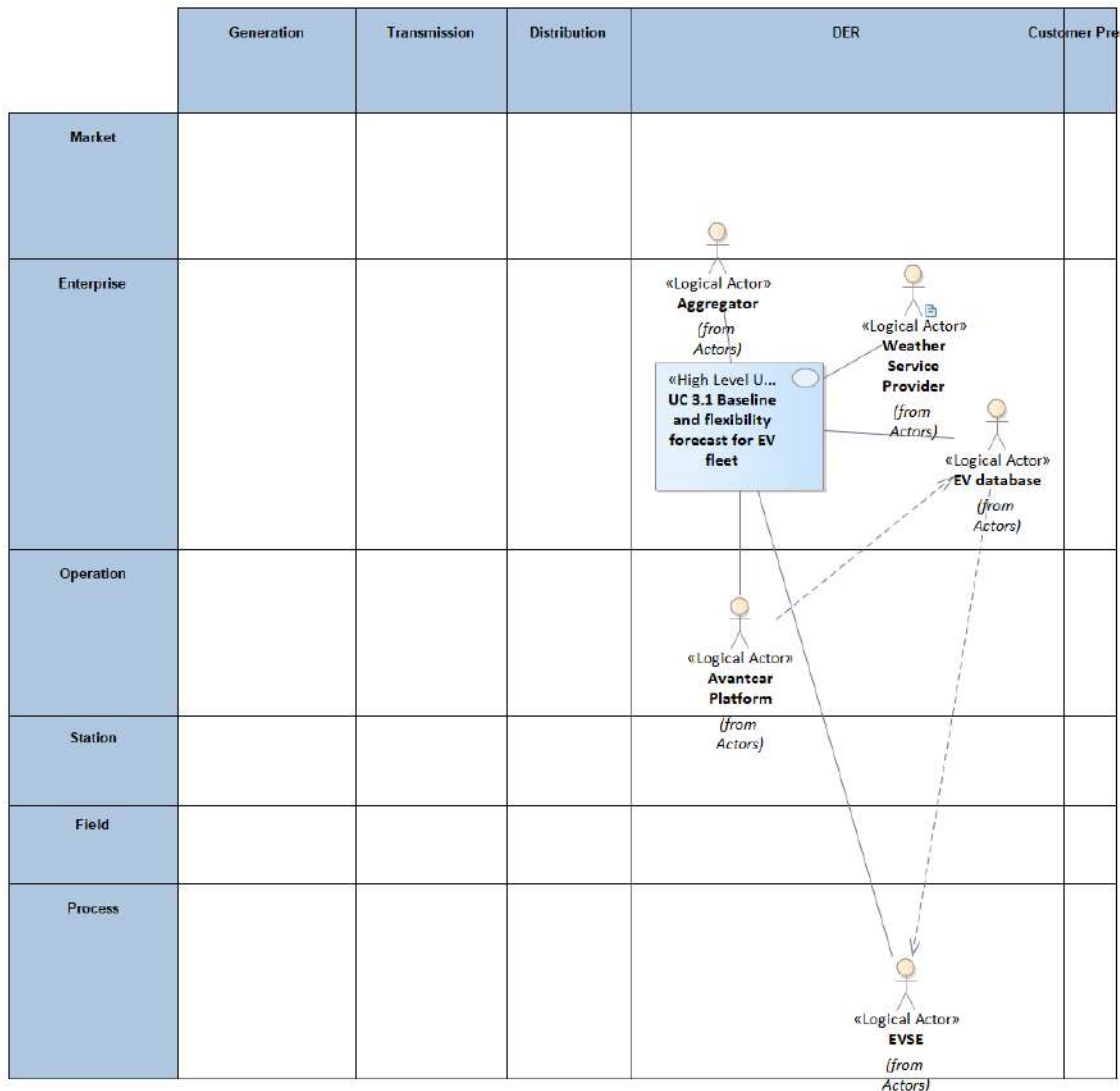 Generation
Transmission
Distribution
DER
Customer Pre
Market
Enterprise
«Logical Actor»
Aggregator
(from
Actors)
«Logical Actor»
Weather
Service
Provider
(from
Actors)
«High Level U...
UC 3.1 Baseline
and flexibility
forecast for EV
fleet
«Logical Actor»
EV database
(from
Actors)
Operation
«Logical Actor»
Avantcar
Platform
(from
Actors)
Station
Field
Process
«Logical Actor»
EVSE
(from
Actors)